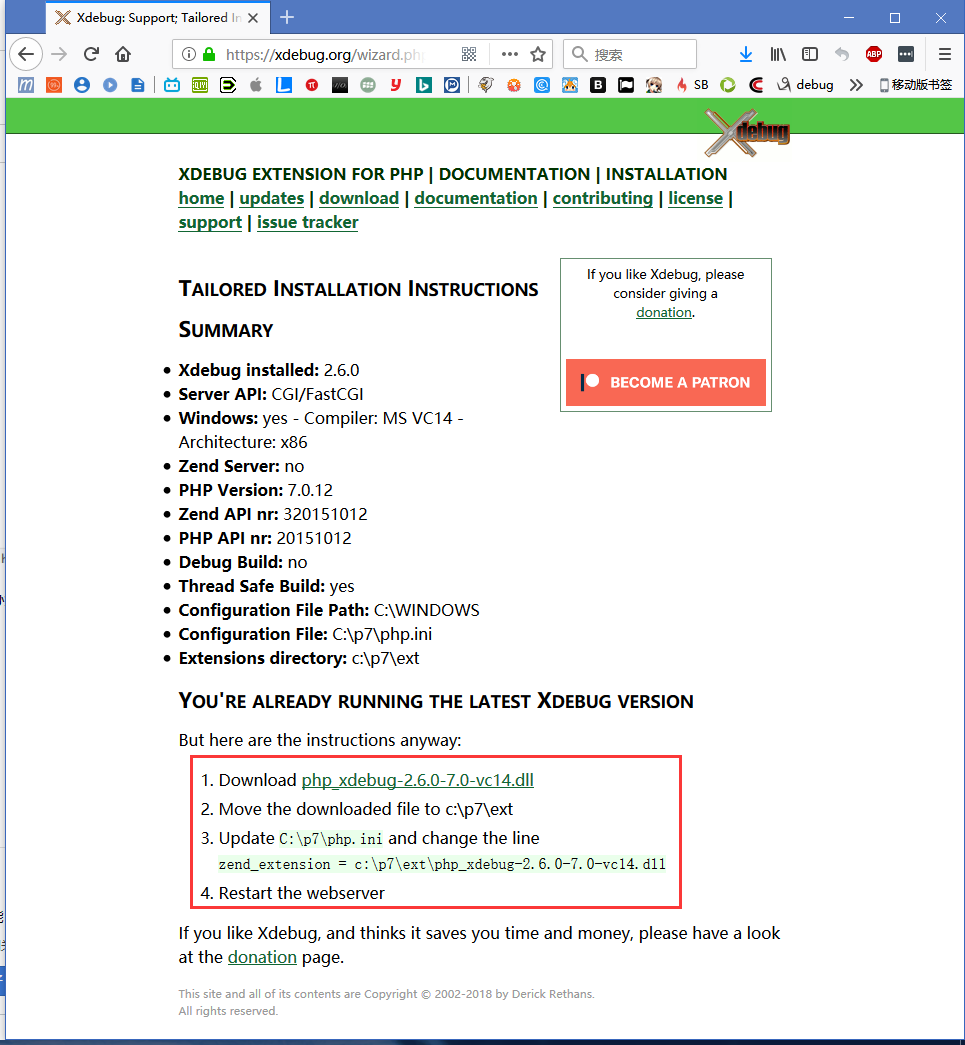 Xdebug: Support; Tailored In
https://xdebug.org/wizard.ph
搜索
ABP
SB
debug
移动版书签
Xdebug
XDEBUG EXTENSION FOR PHP | DOCUMENTATION | INSTALLATION
home | updates | download | documentation | contributing | license |
support | issue tracker
TAILORED INSTALLATION INSTRUCTIONS
If you like Xdebug, please
consider giving a
donation.
BECOME A PATRON
SUMMARY
Xdebug installed: 2.6.0
Server API: CGI/FastCGI
Windows: yes - Compiler: MS VC14 -
Architecture: x86
Zend Server: no
PHP Version: 7.0.12
Zend API nr: 320151012
PHP API nr: 20151012
Debug Build: no
Thread Safe Build: yes
Configuration File Path: C:\WINDOWS
Configuration File: C:\p7\php.ini
Extensions directory: c:\p7\ext
YOU'RE ALREADY RUNNING THE LATEST XDEBUG VERSION
But here are the instructions anyway:
1. Download php_xdebug-2.6.0-7.0-vc14.dll
2. Move the downloaded file to c:\p7\ext
3. Update C:\p7\php.ini and change the line
zend_extension = c:\p7\ext\php_xdebug-2.6.0-7.0-vc14.dll
4. Restart the webserver
If you like Xdebug, and thinks it saves you time and money, please have a look
at the donation page.
This site and all of its contents are Copyright © 2002-2018 by Derick Rethans.
All rights reserved.